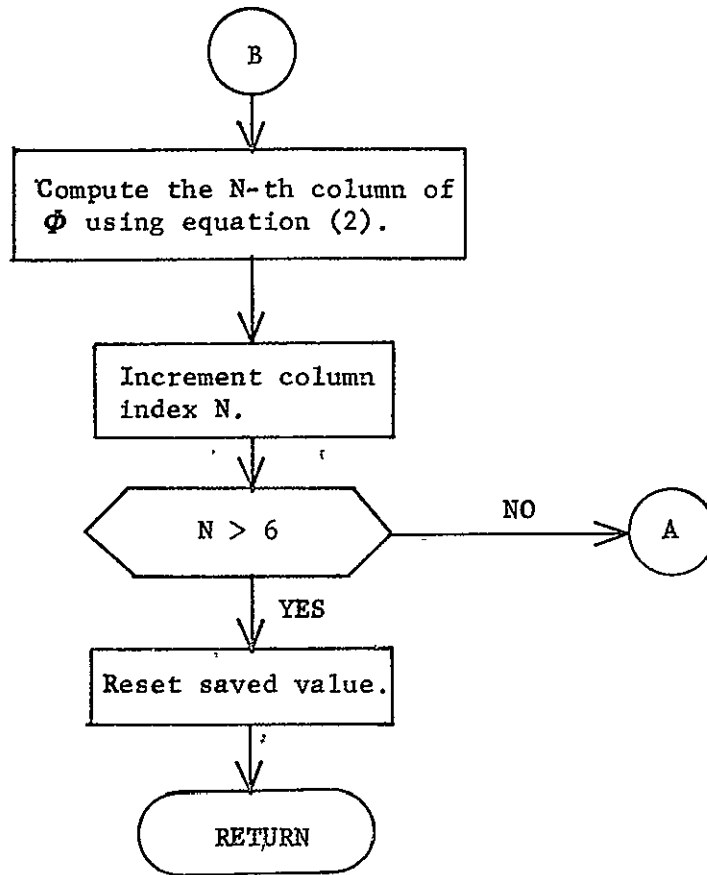 B
Compute the N-th column of
Φ using equation (2).
Increment column
index N.
N > 6
NO
A
YES
Reset saved value.
RETURN